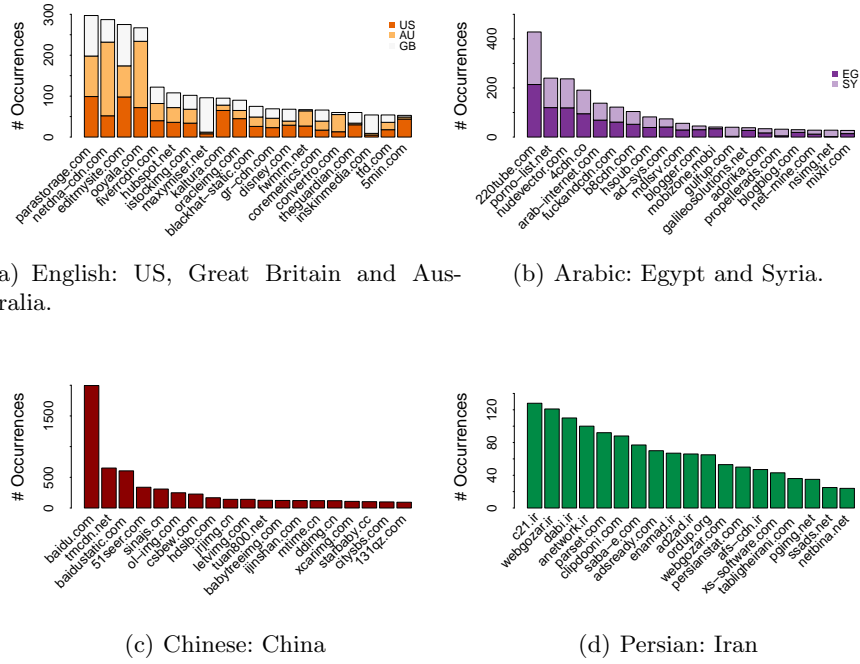 300
200
100
0
# Occurrences
US
AU
GB
parastorage.com
netdna−cdn.com
editmysite.com
ooyala.com
fiverrcdn.com
hubspot.net
istockimg.com
maxymiser.net
kaltura.com
oracleimg.com
blackhat−static.com
gr−cdn.com
disney.com
fwmrm.net
coremetrics.com
convertro.com
theguardian.com
inskinmedia.com
tfd.com
5min.com
a) English: US, Great Britain and Aus-
ralia.
400
200
0
# Occurrences
EG
SY
220tube.com
porno−list.net
nudevector.com
4cdn.co
arab−internet.com
fuckandcdn.com
b8cdn.com
hsoub.com
ad−sys.com
mdisrv.com
blogger.com
mobizone.mobi
gulfup.com
galileosolutions.net
adorika.com
propellerads.com
blogblog.com
net−mine.com
nsimg.net
mixlr.com
(b) Arabic: Egypt and Syria.
1500
500
0
# Occurrences
baidu.com
tmcdn.net
baidustatic.com
51seer.com
sinajs.cn
ol−img.com
csbew.com
hdslb.com
jrjimg.cn
letvimg.com
tuan800.net
babytreeimg.com
ijinshan.com
mtime.cn
ddimg.cn
xcarimg.com
starbaby.cc
citysbs.com
131qz.com
(c) Chinese: China
120
80
40
0
# Occurrences
c21.ir
webgozar.ir
dabi.ir
anetwork.ir
parset.com
clipdooni.com
saba−e.com
adsready.com
enamad.ir
ad2ad.ir
ordup.org
webgozar.com
persianstat.com
afs−cdn.ir
xs−software.com
tabligheirani.com
pgimg.net
ssads.net
netbina.net
(d) Persian: Iran